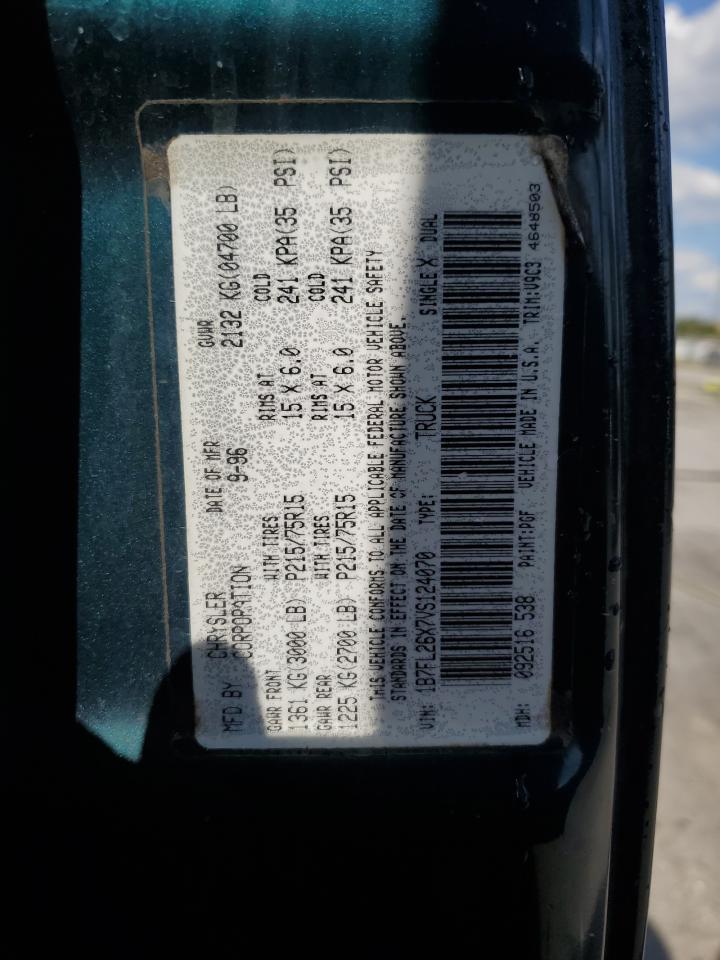 MFD BY CHRYSLER CORPORATION DATE OF MFR 9-96 GVWR 2132 KG(04700 LB)
GAWR FRONT WITH TIRES RIMS AT COLD
1361 KG(3000 LB) P215/75R15 15 X 6.0 241 KPA(35 PSI)
GAWR REAR WITH TIRES RIMS AT COLD
1225 KG(2700 LB) P215/75R15 15 X 6.0 241 KPA(35 PSI)
THIS VEHICLE CONFORMS TO ALL APPLICABLE FEDERAL MOTOR VEHICLE SAFETY
STANDARDS IN EFFECT ON THE DATE OF MANUFACTURE SHOWN ABOVE.
VIN: 1B7FL26X7VS124070 TYPE: TRUCK SINGLE X DUAL
MDH: 092516 538 PAINT:PGF VEHICLE MADE IN U.S.A. TRIM:V9C3 4648503